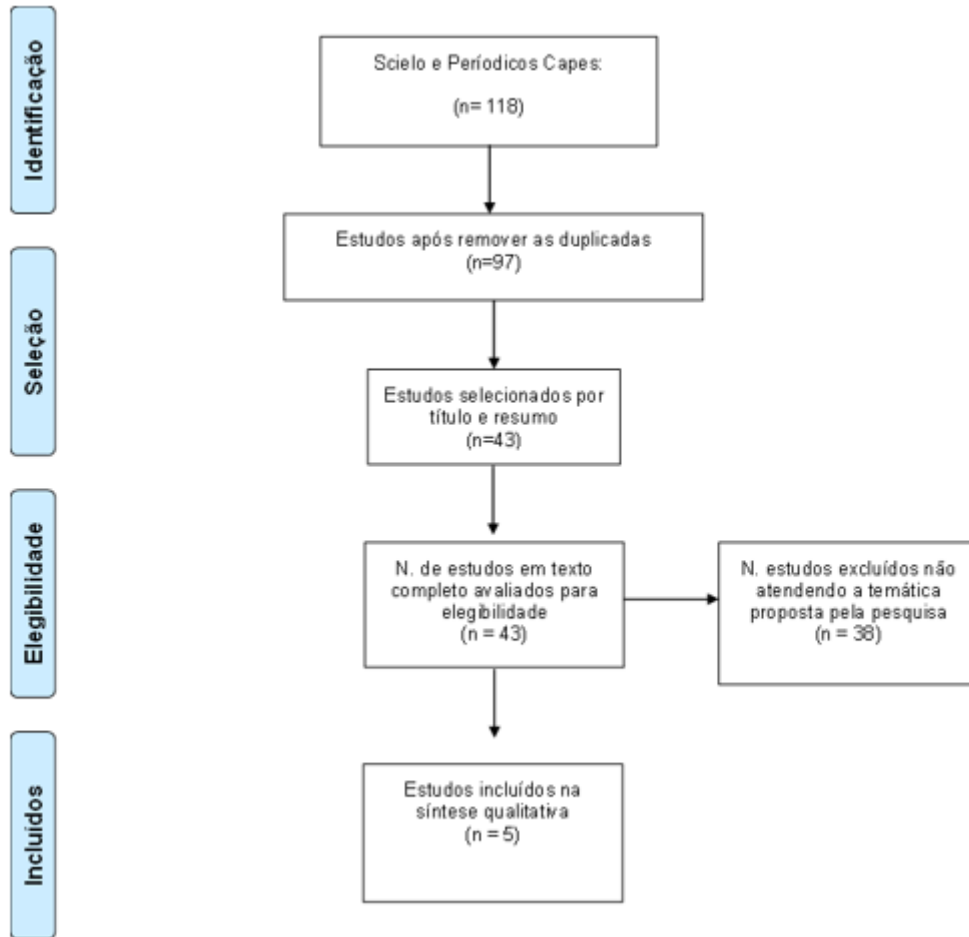 Identificação
Scielo e Períodicos Capes:
(n= 118)
Seleção
Estudos após remover as duplicadas
(n=97)
Estudos selecionados por
título e resumo
(n=43)
Elegibilidade
N. de estudos em texto
completo avaliados para
elegibilidade
(n = 43)
N. estudos excluídos não
atendendo a temática
proposta pela pesquisa
(n = 38)
Incluídos
Estudos incluídos na
síntese qualitativa
(n = 5)